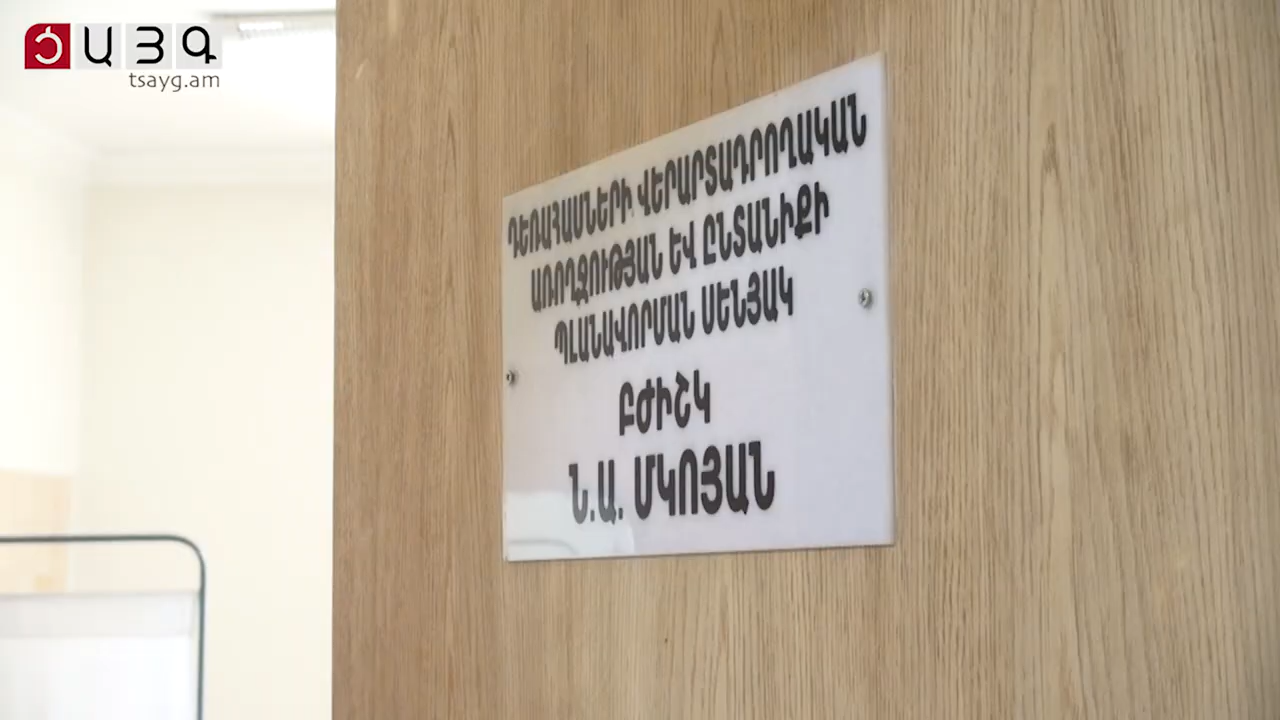 ՑԱՅԳ
tsayg.am
ԴԵՌԱՀԱՍՆԵՐԻ ՎԵՐԱՐՏԱԴՐՈՂԱԿԱՆ
ԱՌՈՂՋՈՒԹՅԱՆ ԵՎ ԸՆՏԱՆԻՔԻ
ՊԼԱՆԱՎՈՐՄԱՆ ՍԵՆՅԱԿ
ԲԺԻՇԿ
Ն.Ա. ՄԿՈՅԱՆ